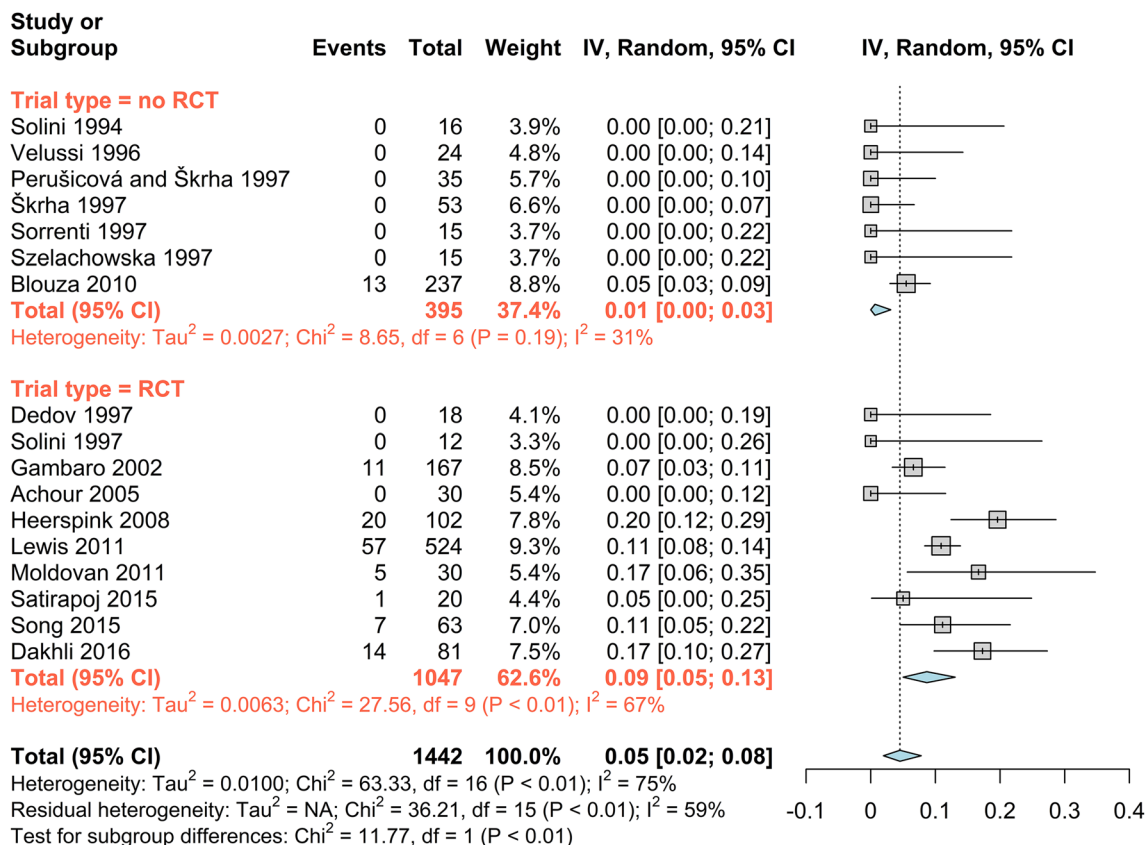 Study or
Subgroup Events Total Weight IV, Random, 95% CI IV, Random, 95% CI
Trial type = no RCT
Solini 1994 0 16 3.9% 0.00 [0.00; 0.21]
Velussi 1996 0 24 4.8% 0.00 [0.00; 0.14]
Perušicová and Škrha 1997 0 35 5.7% 0.00 [0.00; 0.10]
Škrha 1997 0 53 6.6% 0.00 [0.00; 0.07]
Sorrenti 1997 0 15 3.7% 0.00 [0.00; 0.22]
Szelachowska 1997 0 15 3.7% 0.00 [0.00; 0.22]
Blouza 2010 13 237 8.8% 0.05 [0.03; 0.09]
Total (95% CI) 395 37.4% 0.01 [0.00; 0.03]
Heterogeneity: Tau² = 0.0027; Chi² = 8.65, df = 6 (P = 0.19); I² = 31%
Trial type = RCT
Dedov 1997 0 18 4.1% 0.00 [0.00; 0.19]
Solini 1997 0 12 3.3% 0.00 [0.00; 0.26]
Gambaro 2002 11 167 8.5% 0.07 [0.03; 0.11]
Achour 2005 0 30 5.4% 0.00 [0.00; 0.12]
Heerspink 2008 20 102 7.8% 0.20 [0.12; 0.29]
Lewis 2011 57 524 9.3% 0.11 [0.08; 0.14]
Moldovan 2011 5 30 5.4% 0.17 [0.06; 0.35]
Satirapoj 2015 1 20 4.4% 0.05 [0.00; 0.25]
Song 2015 7 63 7.0% 0.11 [0.05; 0.22]
Dakhli 2016 14 81 7.5% 0.17 [0.10; 0.27]
Total (95% CI) 1047 62.6% 0.09 [0.05; 0.13]
Heterogeneity: Tau² = 0.0063; Chi² = 27.56, df = 9 (P < 0.01); I² = 67%
Total (95% CI) 1442 100.0% 0.05 [0.02; 0.08]
Heterogeneity: Tau² = 0.0100; Chi² = 63.33, df = 16 (P < 0.01); I² = 75%
Residual heterogeneity: Tau² = NA; Chi² = 36.21, df = 15 (P < 0.01); I² = 59%
Test for subgroup differences: Chi² = 11.77, df = 1 (P < 0.01)
-0.1 0 0.1 0.2 0.3 0.4